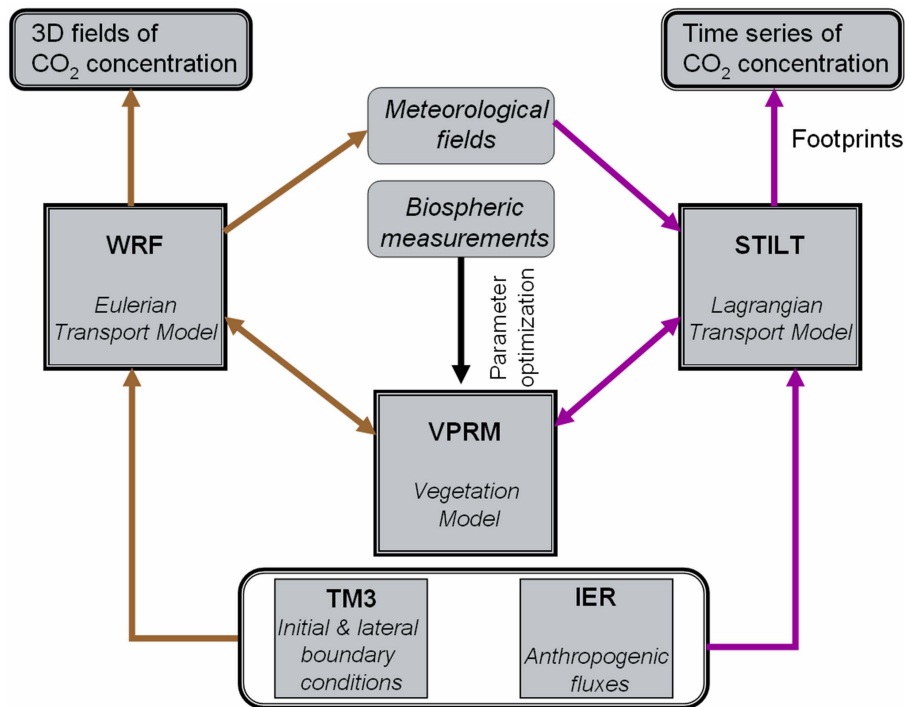 3D fields of
CO₂ concentration
Time series of
CO₂ concentration
Meteorological
fields
Footprints
Biospheric
measurements
WRF
Eulerian
Transport Model
STILT
Lagrangian
Transport Model
Parameter
optimization
VPRM
Vegetation
Model
TM3
Initial & lateral
boundary
conditions
IER
Anthropogenic
fluxes